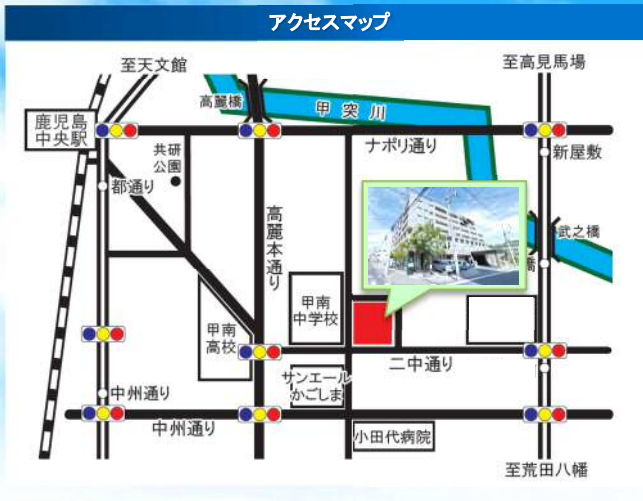 アクセスマップ
至天文館
至高見馬場
高麗橋
甲突川
鹿児島
中央駅
ナポリ通り
共研
公園
新屋敷
都通り
高麗本通り
武之橋
橋
甲南
中学校
甲南
高校
二中通り
サンエール
かごしま
中州通り
中州通り
小田代病院
至荒田八幡